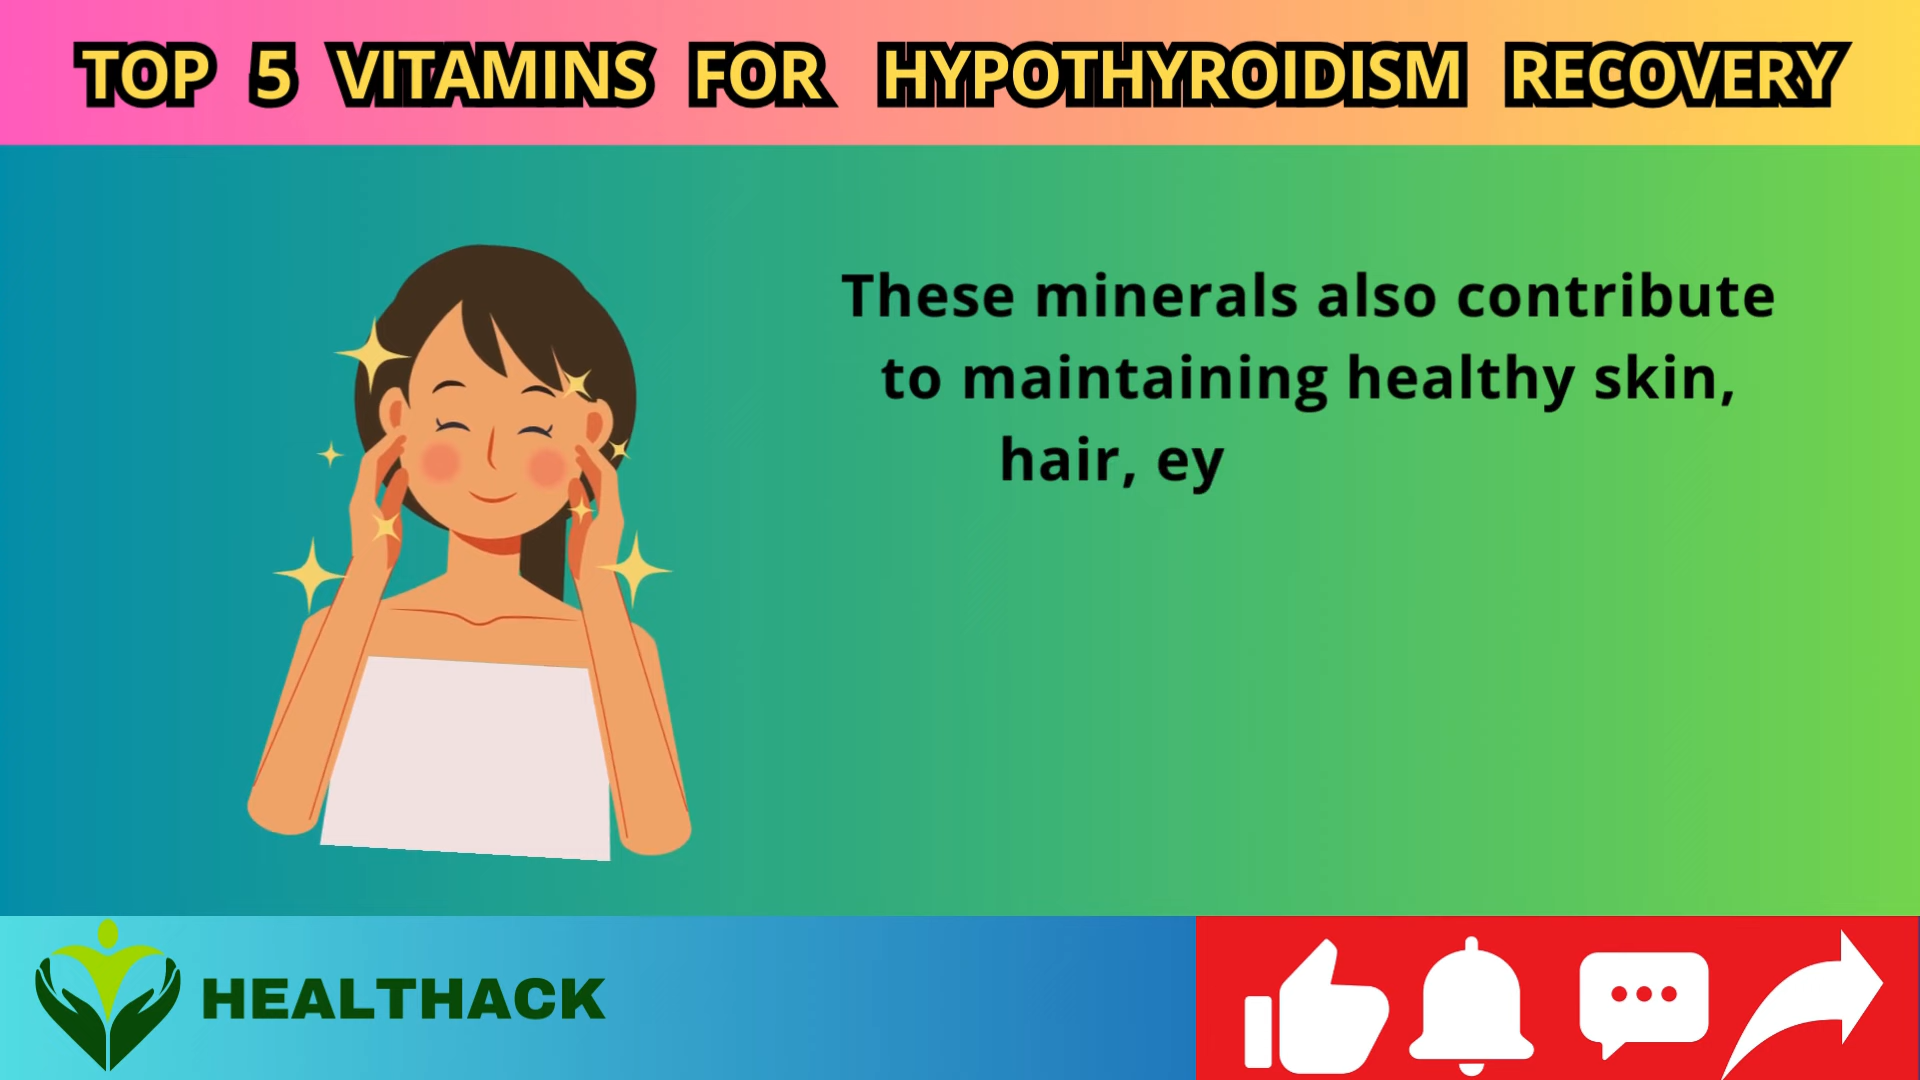 TOP 5 VITAMINS FOR HYPOTHYROIDISM RECOVERY
These minerals also contribute
to maintaining healthy skin,
hair, ey
HEALTHACK